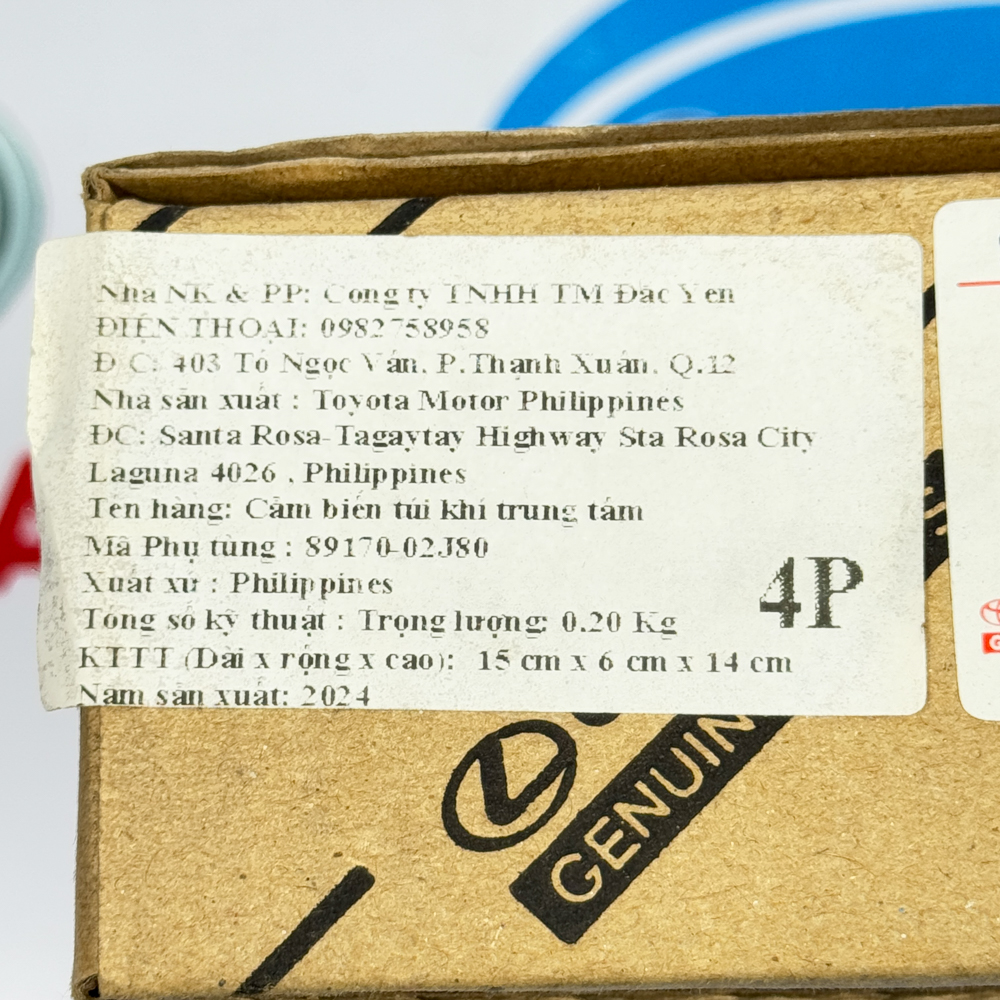 Nhà NK & PP: Công ty TNHH TM Đắc Yến
ĐIỆN THOẠI: 0982758958
Đ C: 403 Tô Ngọc Vân, P.Thạnh Xuân, Q.12
Nhà sản xuất : Toyota Motor Philippines
ĐC: Santa Rosa-Tagaytay Highway Sta Rosa City
Laguna 4026 , Philippines
Tên hàng: Cảm biến túi khí trung tâm
Mã Phụ tùng : 89170-02J80
Xuất xứ : Philippines
4P
Tổng số kỹ thuật : Trọng lượng: 0.20 Kg
KTTT (Dài x rộng x cao): 15 cm x 6 cm x 14 cm
Năm sản xuất: 2024